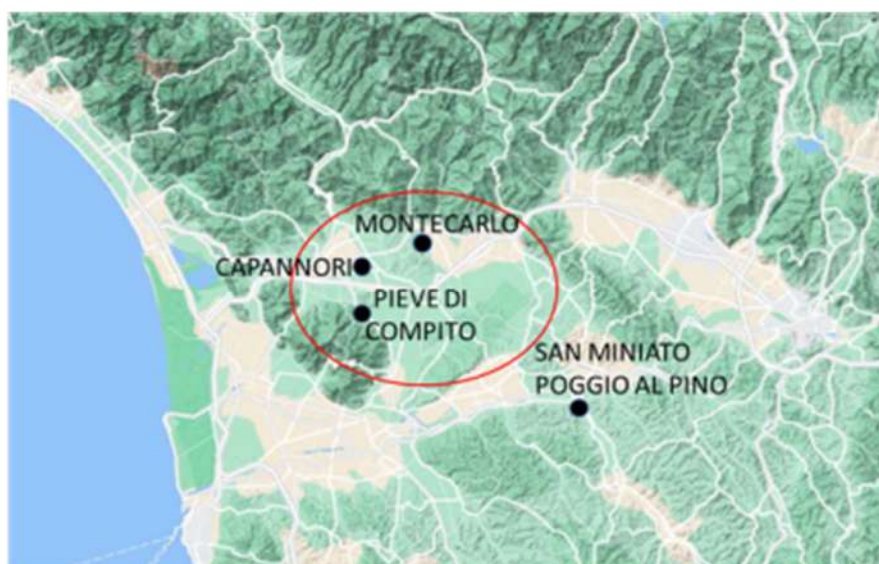 MONTECARLO
CAPANNORI
PIEVE DI
COMPITO
SAN MINIATO
POGGIO AL PINO